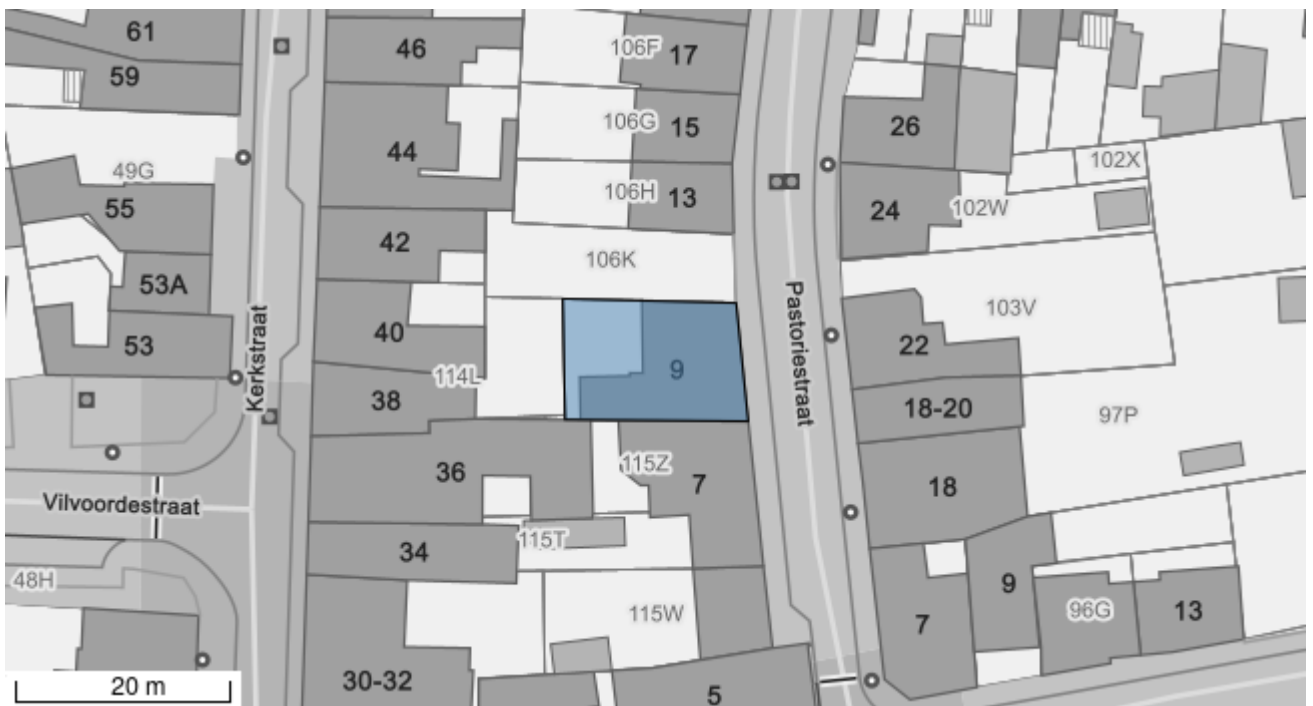 61
46
106F
17
59
106G
15
26
44
102X
49G
106H
13
55
24
102W
42
106K
53A
103V
Kerkstraat
Pastoriestraat
40
53
22
9
114L
38
18-20
97P
36
115Z
7
18
Vilvoordestraat
34
115T
48H
9
115W
7
96G
13
20 m
30-32
5